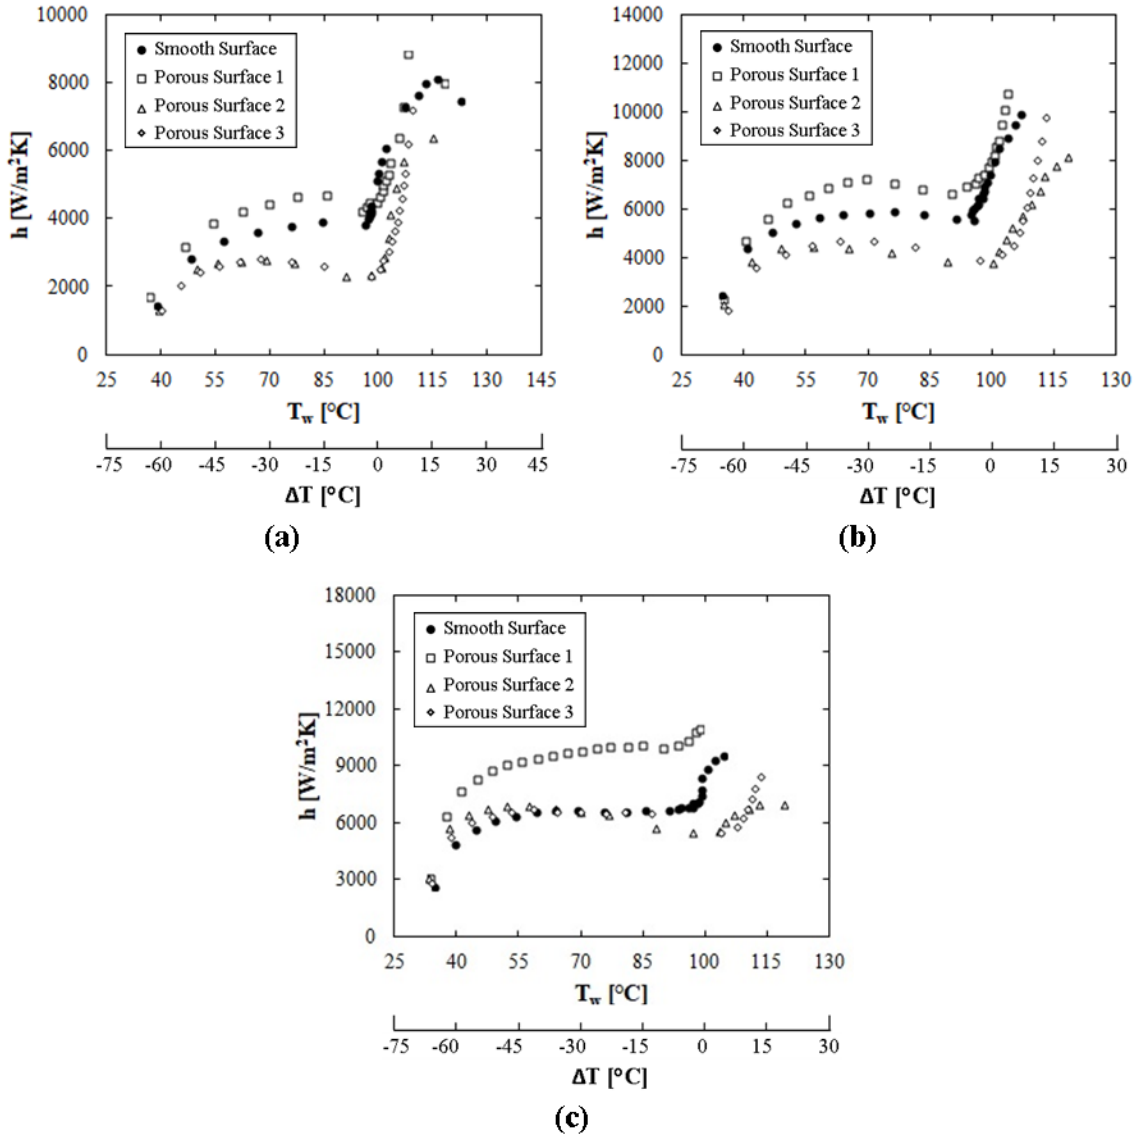 10000
8000
6000
4000
2000
0
h [W/m²K]
Smooth Surface
Porous Surface 1
Porous Surface 2
Porous Surface 3
25 40 55 70 85 100 115 130 145
T_w [°C]
-75 -60 -45 -30 -15 0 15 30 45
ΔT [°C]
(a)
14000
12000
10000
8000
6000
4000
2000
0
h [W/m²K]
Smooth Surface
Porous Surface 1
Porous Surface 2
Porous Surface 3
25 40 55 70 85 100 115 130
T_w [°C]
-75 -60 -45 -30 -15 0 15 30
ΔT [°C]
(b)
18000
15000
12000
9000
6000
3000
0
h [W/m²K]
Smooth Surface
Porous Surface 1
Porous Surface 2
Porous Surface 3
25 40 55 70 85 100 115 130
T_w [°C]
-75 -60 -45 -30 -15 0 15 30
ΔT [°C]
(c)